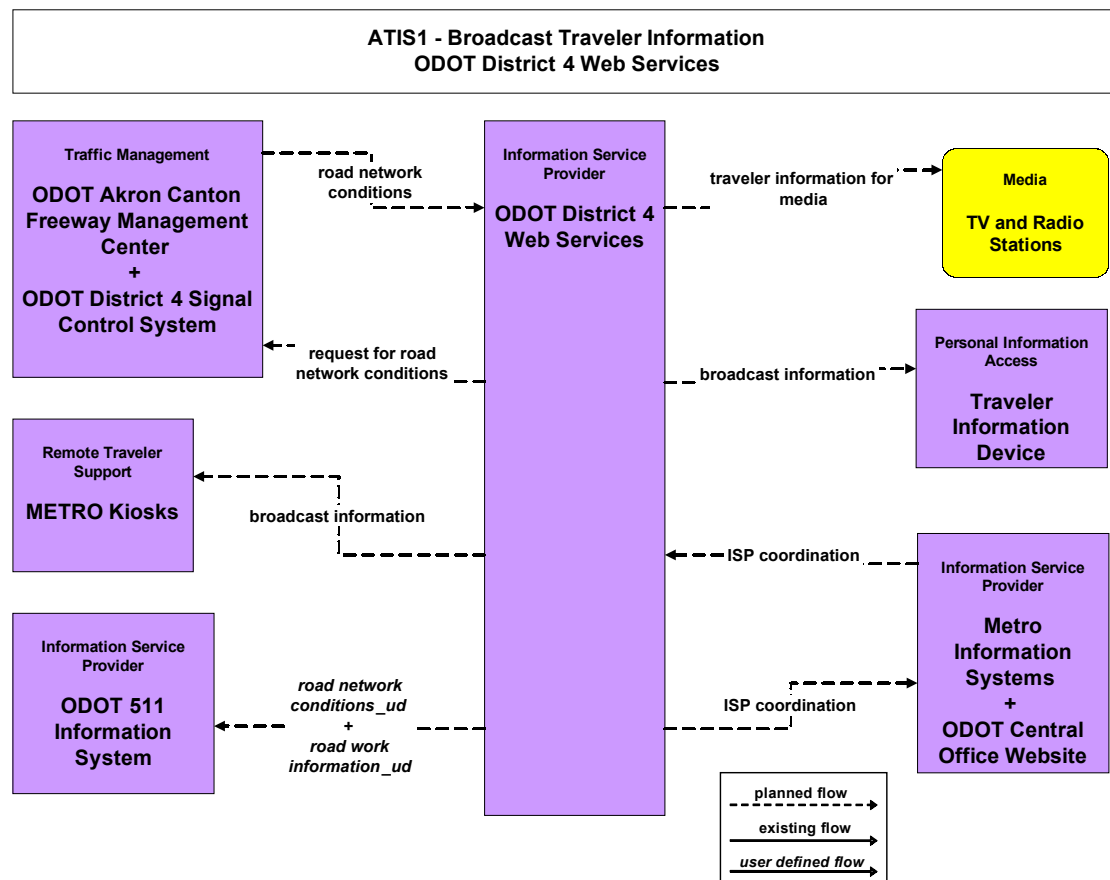 ATIS1 - Broadcast Traveler Information
ODOT District 4 Web Services
Traffic Management
ODOT Akron Canton
Freeway Management
Center
+
ODOT District 4 Signal
Control System
road network
conditions
request for road
network conditions
Information Service
Provider
ODOT District 4
Web Services
traveler information for
media
Media
TV and Radio
Stations
broadcast information
Personal Information
Access
Traveler
Information
Device
Remote Traveler
Support
METRO Kiosks
broadcast information
ISP coordination
Information Service
Provider
Metro
Information
Systems
+
ODOT Central
Office Website
ISP coordination
Information Service
Provider
ODOT 511
Information
System
road network
conditions_ud
+
road work
information_ud
planned flow
existing flow
user defined flow